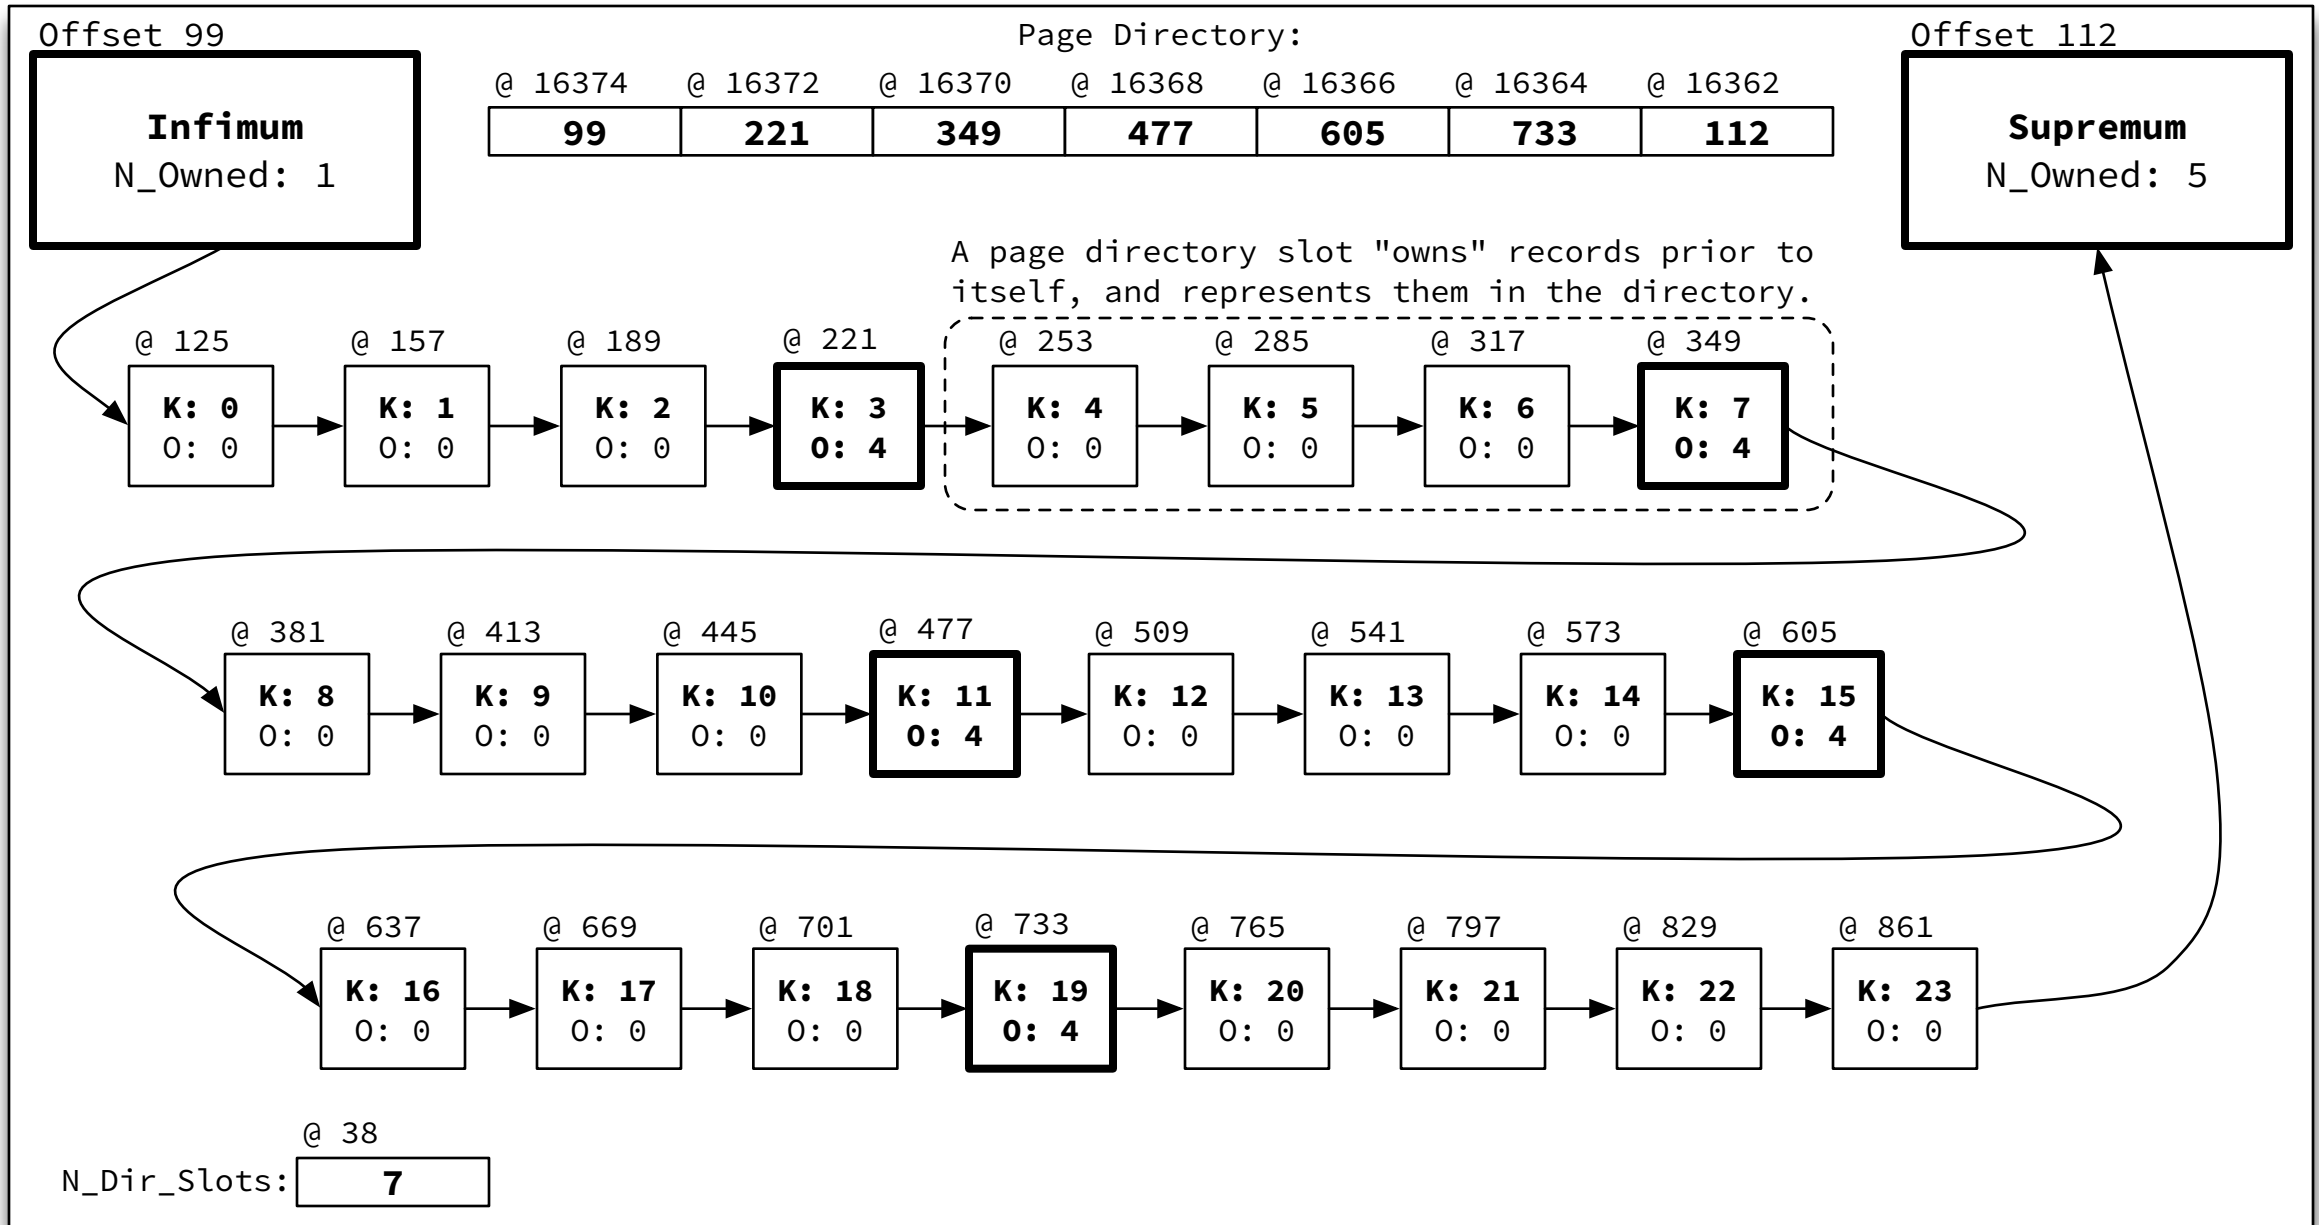 Offset 99
Page Directory:
Offset 112
@ 16374 @ 16372 @ 16370 @ 16368 @ 16366 @ 16364 @ 16362
Infimum
N_Owned: 1
99 221 349 477 605 733 112
Supremum
N_Owned: 5
A page directory slot "owns" records prior to
itself, and represents them in the directory.
@ 125 @ 157 @ 189 @ 221 @ 253 @ 285 @ 317 @ 349
K: 0 K: 1 K: 2 K: 3 K: 4 K: 5 K: 6 K: 7
O: 0 O: 0 O: 0 O: 4 O: 0 O: 0 O: 0 O: 4
@ 381 @ 413 @ 445 @ 477 @ 509 @ 541 @ 573 @ 605
K: 8 K: 9 K: 10 K: 11 K: 12 K: 13 K: 14 K: 15
O: 0 O: 0 O: 0 O: 4 O: 0 O: 0 O: 0 O: 4
@ 637 @ 669 @ 701 @ 733 @ 765 @ 797 @ 829 @ 861
K: 16 K: 17 K: 18 K: 19 K: 20 K: 21 K: 22 K: 23
O: 0 O: 0 O: 0 O: 4 O: 0 O: 0 O: 0 O: 0
@ 38
N_Dir_Slots: 7